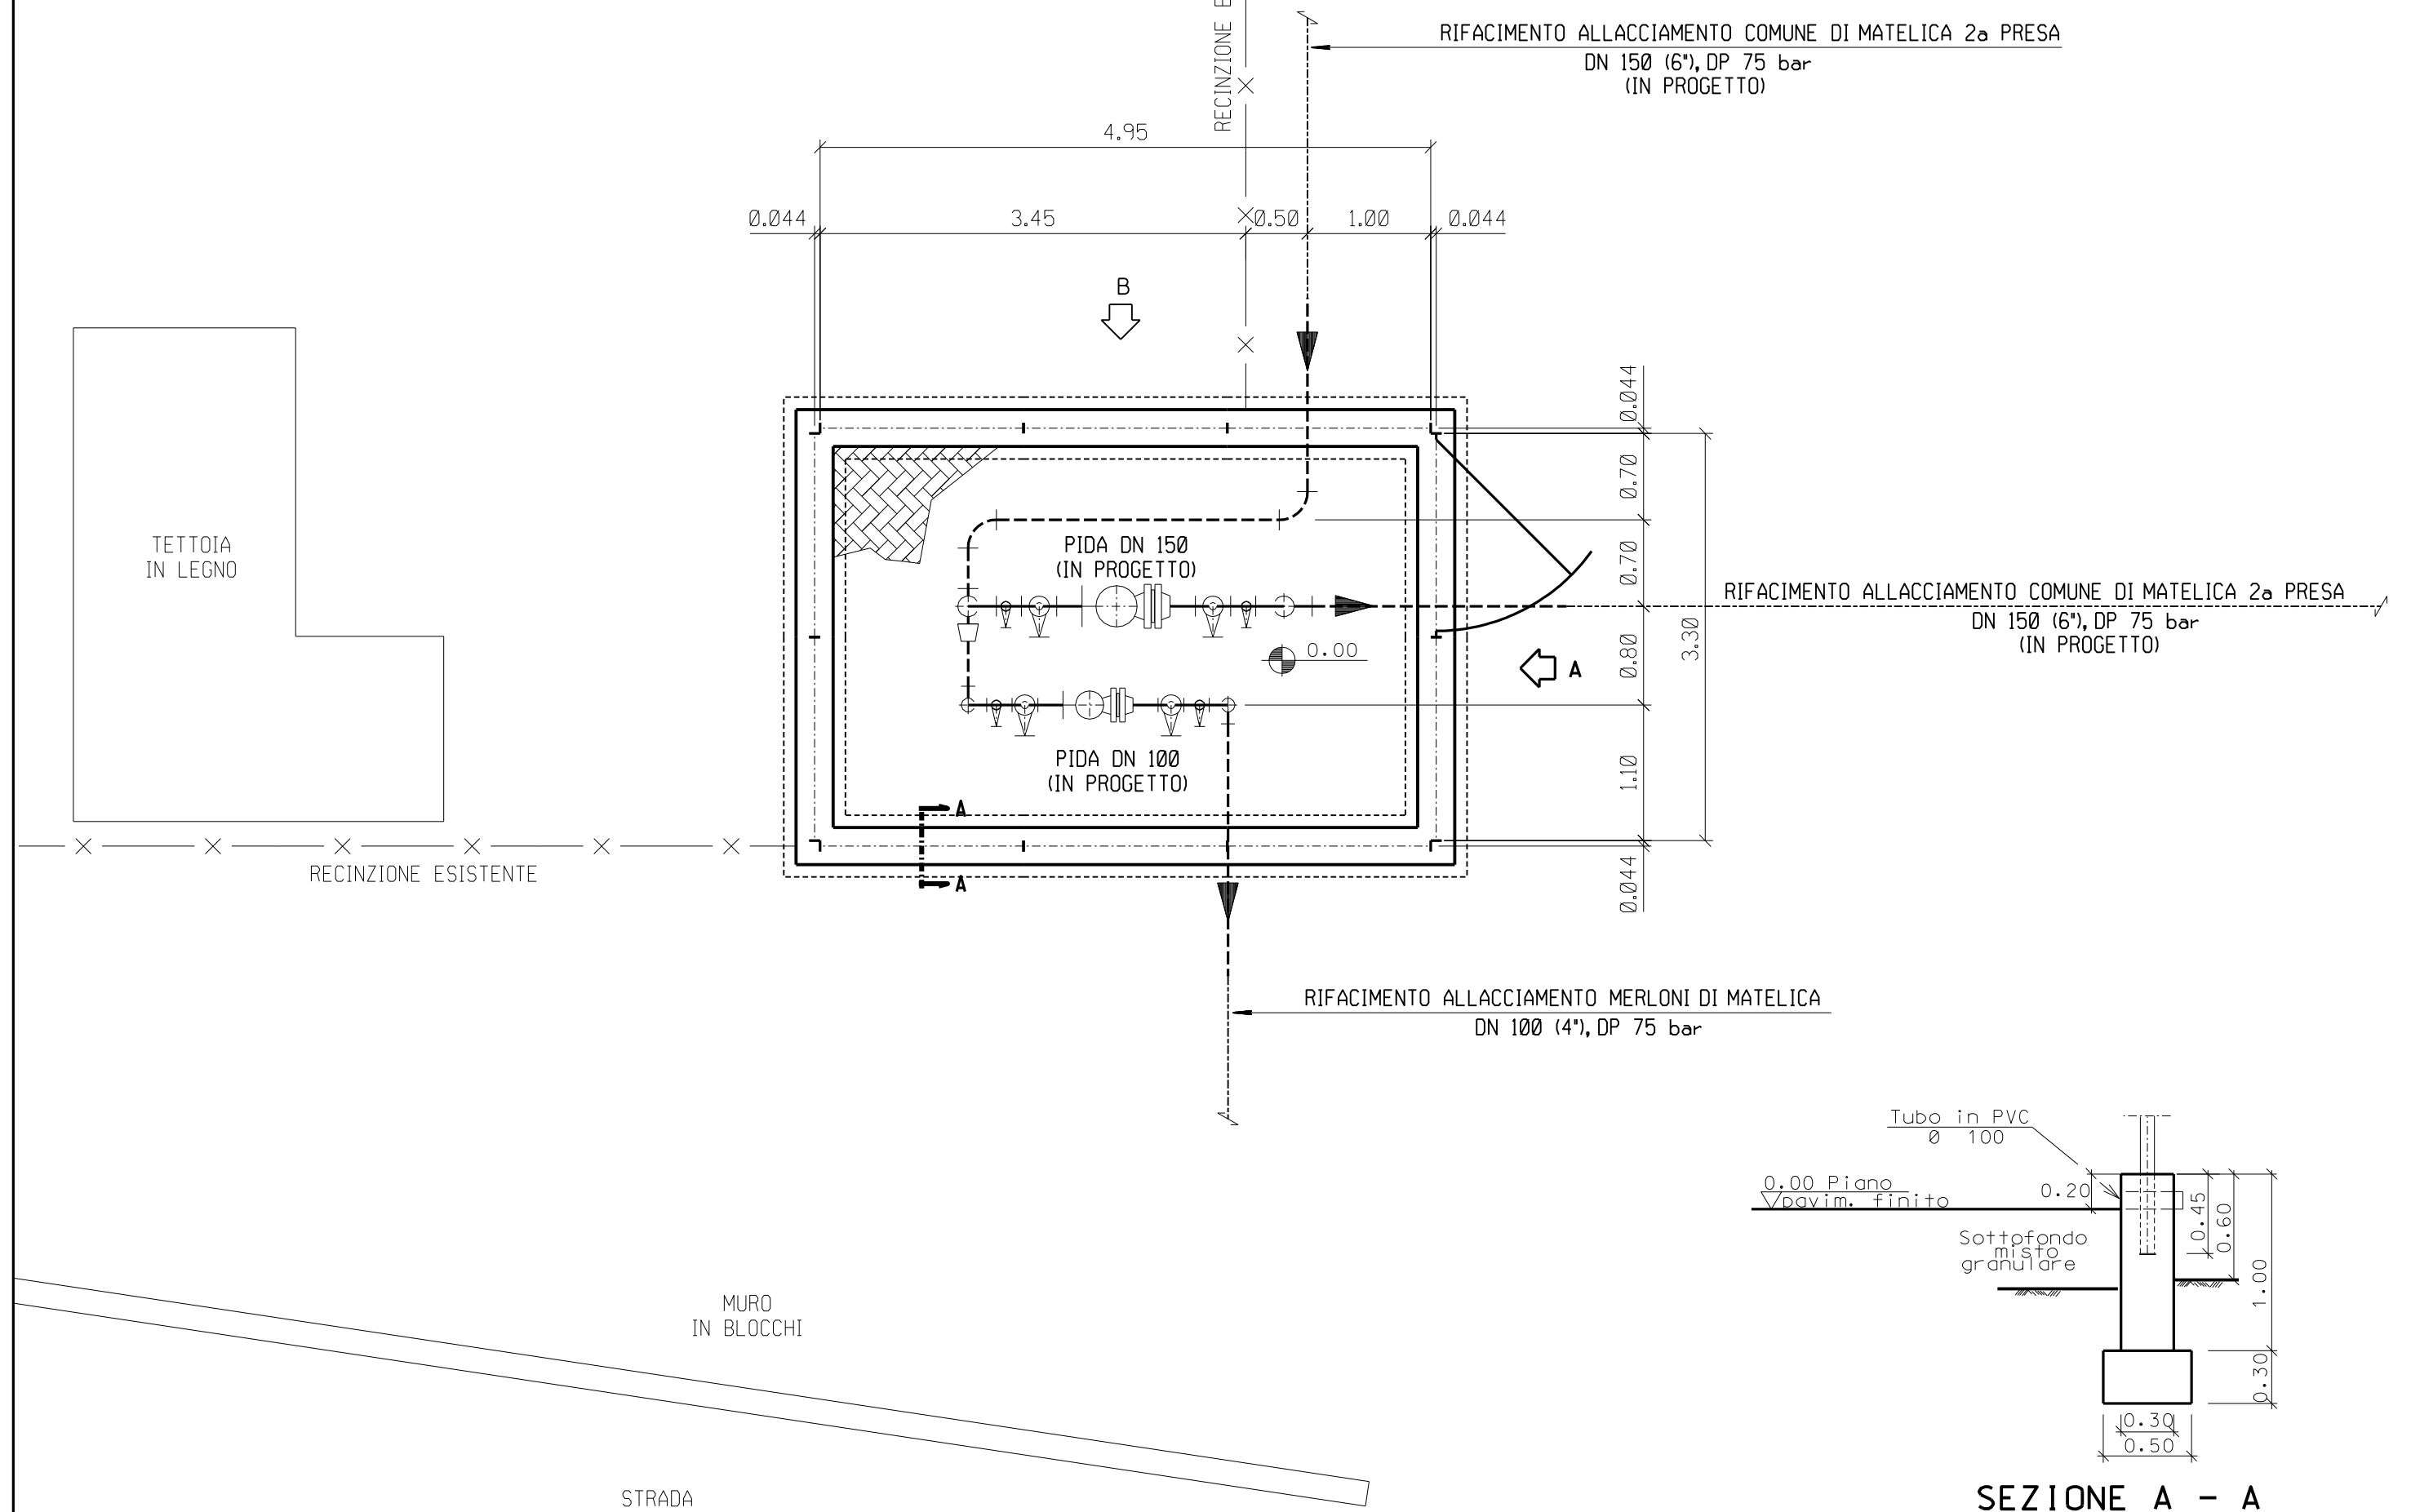 RECINZIONE E
RIFACIMENTO ALLACCIAMENTO COMUNE DI MATELICA 2a PRESA
DN 150 (6"), DP 75 bar
(IN PROGETTO)
4.95
0.044
3.45
0.50
1.00
0.044
B
0.044
0.70
0.70
0.80
1.10
0.044
3.30
TETTOIA
IN LEGNO
PIDA DN 150
(IN PROGETTO)
0.00
A
RIFACIMENTO ALLACCIAMENTO COMUNE DI MATELICA 2a PRESA
DN 150 (6"), DP 75 bar
(IN PROGETTO)
PIDA DN 100
(IN PROGETTO)
A
A
RECINZIONE ESISTENTE
RIFACIMENTO ALLACCIAMENTO MERLONI DI MATELICA
DN 100 (4"), DP 75 bar
Tubo in PVC
Ø 100
0.00 Piano
pavim. finito
0.20
0.45
0.60
1.00
0.30
Sottofondo
misto
granulare
0.30
0.50
SEZIONE A - A
MURO
IN BLOCCHI
STRADA